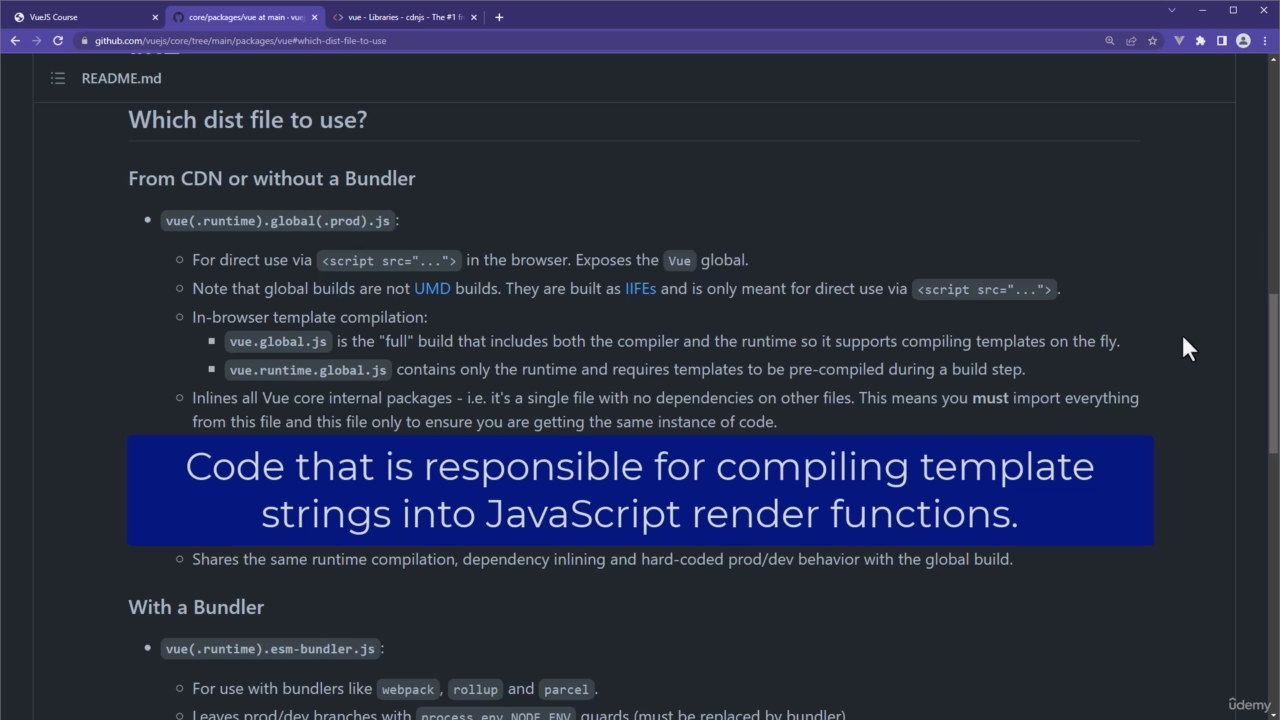 VueJS Course
core/packages/vue at main · vuej
vue - Libraries - cdnjs - The #1 fr
github.com/vuejs/core/tree/main/packages/vue#which-dist-file-to-use
README.md
Which dist file to use?
From CDN or without a Bundler
vue(.runtime).global(.prod).js:
For direct use via <script src="..."> in the browser. Exposes the Vue global.
Note that global builds are not UMD builds. They are built as IIFEs and is only meant for direct use via <script src="...">.
In-browser template compilation:
vue.global.js is the "full" build that includes both the compiler and the runtime so it supports compiling templates on the fly.
vue.runtime.global.js contains only the runtime and requires templates to be pre-compiled during a build step.
Inlines all Vue core internal packages - i.e. it's a single file with no dependencies on other files. This means you must import everything
from this file and this file only to ensure you are getting the same instance of code.
Code that is responsible for compiling template
strings into JavaScript render functions.
Shares the same runtime compilation, dependency inlining and hard-coded prod/dev behavior with the global build.
With a Bundler
vue(.runtime).esm-bundler.js:
For use with bundlers like webpack, rollup and parcel.
Leaves prod/dev branches with process.env.NODE_ENV guards (must be replaced by bundler)
ûdemy